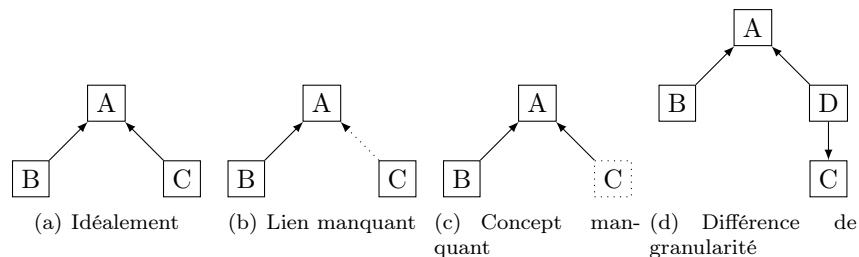 A
B
C
(a) Idéalement
A
B
C
(b) Lien manquant
A
B
C
(c) Concept man-
quant
A
B
D
C
(d) Différence de
granularité